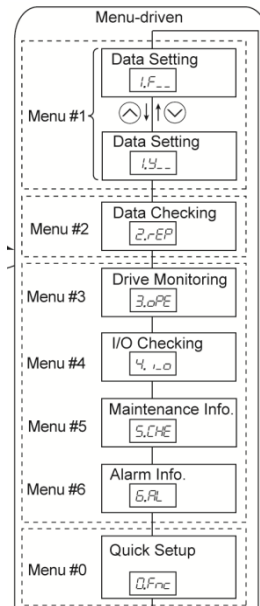 Menu-driven
Data Setting
1.F__
Menu #1
Data Setting
1.y__
Data Checking
Menu #2
2.rEP
Drive Monitoring
Menu #3
3.oPE
I/O Checking
Menu #4
4.i_o
Maintenance Info.
Menu #5
5.CHE
Alarm Info.
Menu #6
6.AL
Quick Setup
Menu #0
0.Fnc